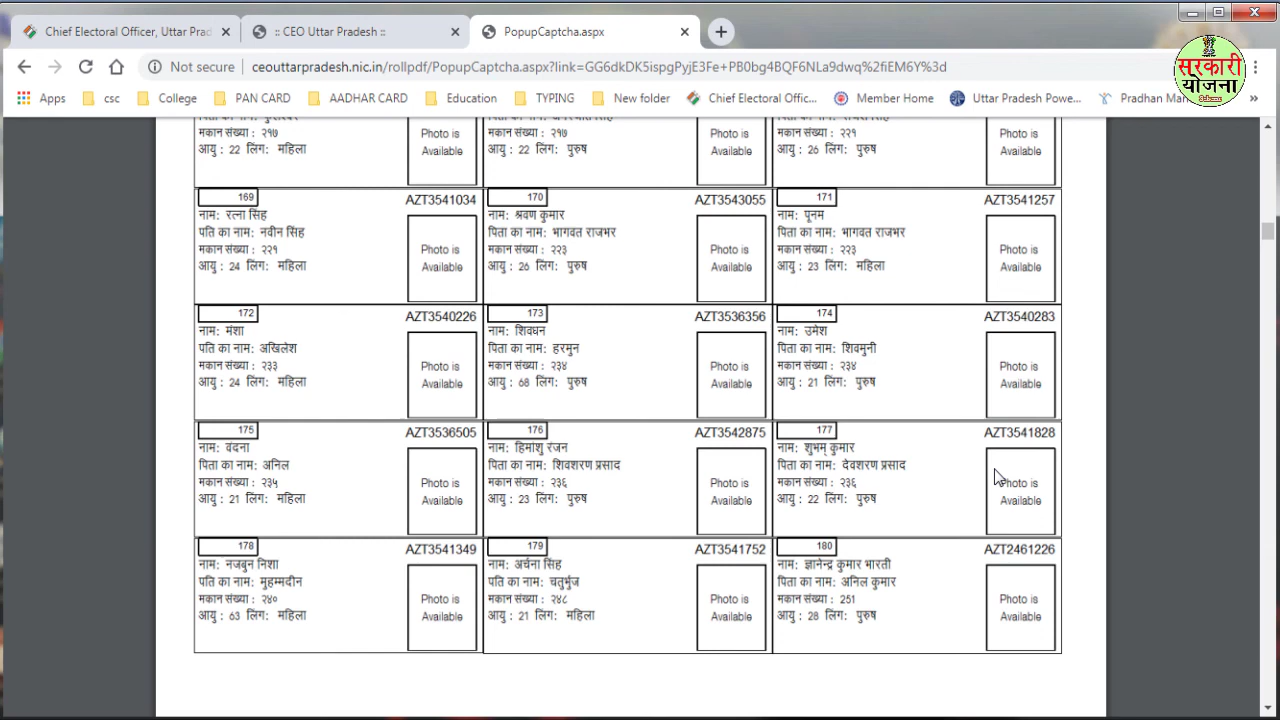 Chief Electoral Officer, Uttar Prad
:: CEO Uttar Pradesh ::
PopupCaptcha.aspx
Not secure
ceouttarpradesh.nic.in/rollpdf/PopupCaptcha.aspx?link=GG6dkDK5ispgPyjE3Fe+PB0bg4BQF6NLa9dwq%2fiEM6Y%3d
सरकारी
योजना
Apps csc College PAN CARD AADHAR CARD Education TYPING New folder Chief Electoral Offic... Member Home Uttar Pradesh Powe... Pradhan Man »
मकान संख्या : २१७
आयु : 22 लिंग: महिला
Photo is
Available
मकान संख्या : २१७
आयु : 22 लिंग: पुरुष
Photo is
Available
मकान संख्या : २२१
आयु : 26 लिंग: पुरुष
Photo is
Available
169 AZT3541034
नाम: रत्ना सिंह
पति का नाम: नवीन सिंह
मकान संख्या : २२१
आयु : 24 लिंग: महिला
Photo is
Available
170 AZT3543055
नाम: श्रवण कुमार
पिता का नाम: भागवत राजभर
मकान संख्या : २२३
आयु : 26 लिंग: पुरुष
Photo is
Available
171 AZT3541257
नाम: पूनम
पिता का नाम: भागवत राजभर
मकान संख्या : २२३
आयु : 23 लिंग: महिला
Photo is
Available
172 AZT3540226
नाम: मंशा
पति का नाम: अखिलेश
मकान संख्या : २३३
आयु : 24 लिंग: महिला
Photo is
Available
173 AZT3536356
नाम: शिवधन
पिता का नाम: हरमुन
मकान संख्या : २३४
आयु : 68 लिंग: पुरुष
Photo is
Available
174 AZT3540283
नाम: उमेश
पिता का नाम: शिवमुनी
मकान संख्या : २३४
आयु : 21 लिंग: पुरुष
Photo is
Available
175 AZT3536505
नाम: वंदना
पिता का नाम: अनिल
मकान संख्या : २३५
आयु : 21 लिंग: महिला
Photo is
Available
176 AZT3542875
नाम: हिमांशु रंजन
पिता का नाम: शिवशरण प्रसाद
मकान संख्या : २३६
आयु : 23 लिंग: पुरुष
Photo is
Available
177 AZT3541828
नाम: शुभम् कुमार
पिता का नाम: देवशरण प्रसाद
मकान संख्या : २३६
आयु : 22 लिंग: पुरुष
Photo is
Available
178 AZT3541349
नाम: नजबुन निशा
पति का नाम: मुहम्मदीन
मकान संख्या : २४०
आयु : 63 लिंग: महिला
Photo is
Available
179 AZT3541752
नाम: अर्चना सिंह
पति का नाम: चतुर्भुज
मकान संख्या : २४८
आयु : 21 लिंग: महिला
Photo is
Available
180 AZT2461226
नाम: ज्ञानेन्द्र कुमार भारती
पिता का नाम: अनिल कुमार
मकान संख्या : 251
आयु : 28 लिंग: पुरुष
Photo is
Available